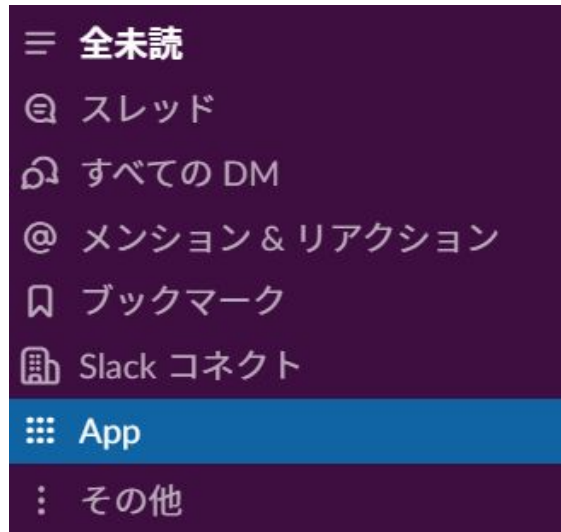 全未読
スレッド
すべての DM
@ メンション & リアクション
ブックマーク
Slack コネクト
App
その他